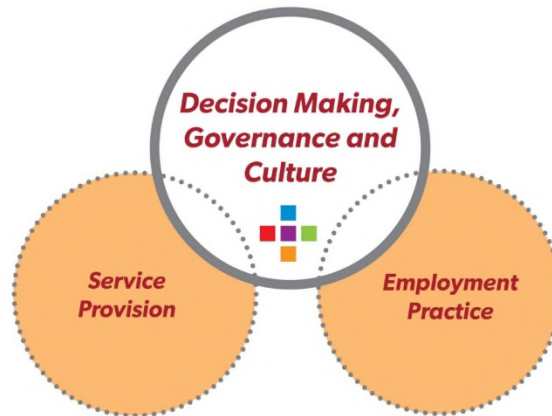 Decision Making,
Governance and
Culture
Service
Provision
Employment
Practice